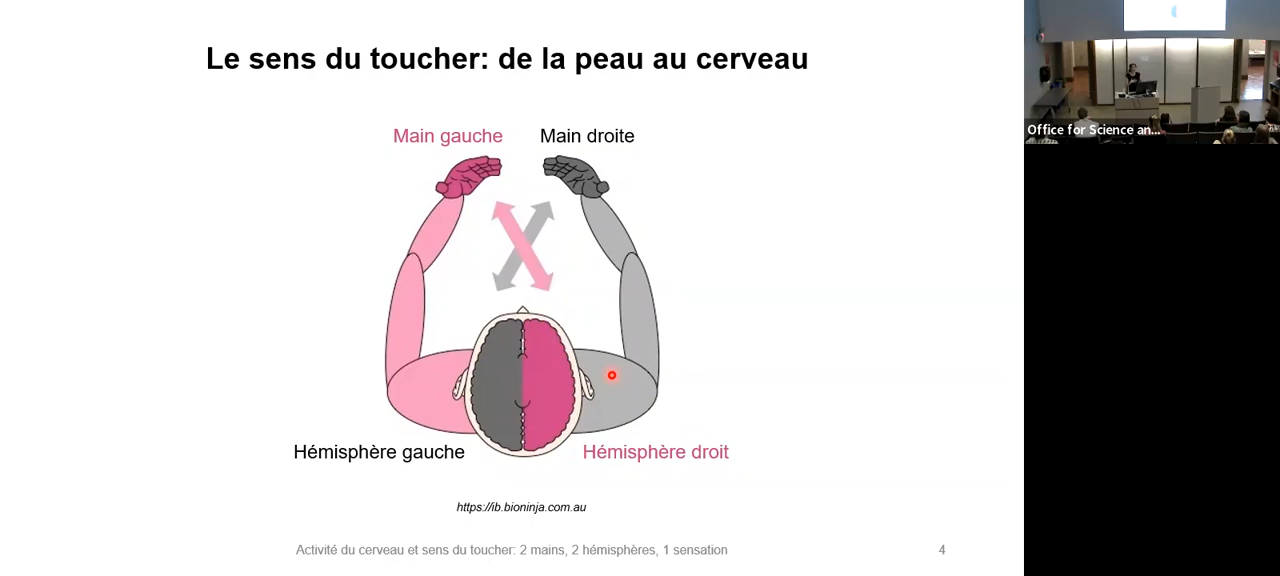 Le sens du toucher: de la peau au cerveau
Main gauche
Main droite
Hémisphère gauche
Hémisphère droit
https://ib.bioninja.com.au
Activité du cerveau et sens du toucher: 2 mains, 2 hémisphères, 1 sensation
4
Office for Science an...